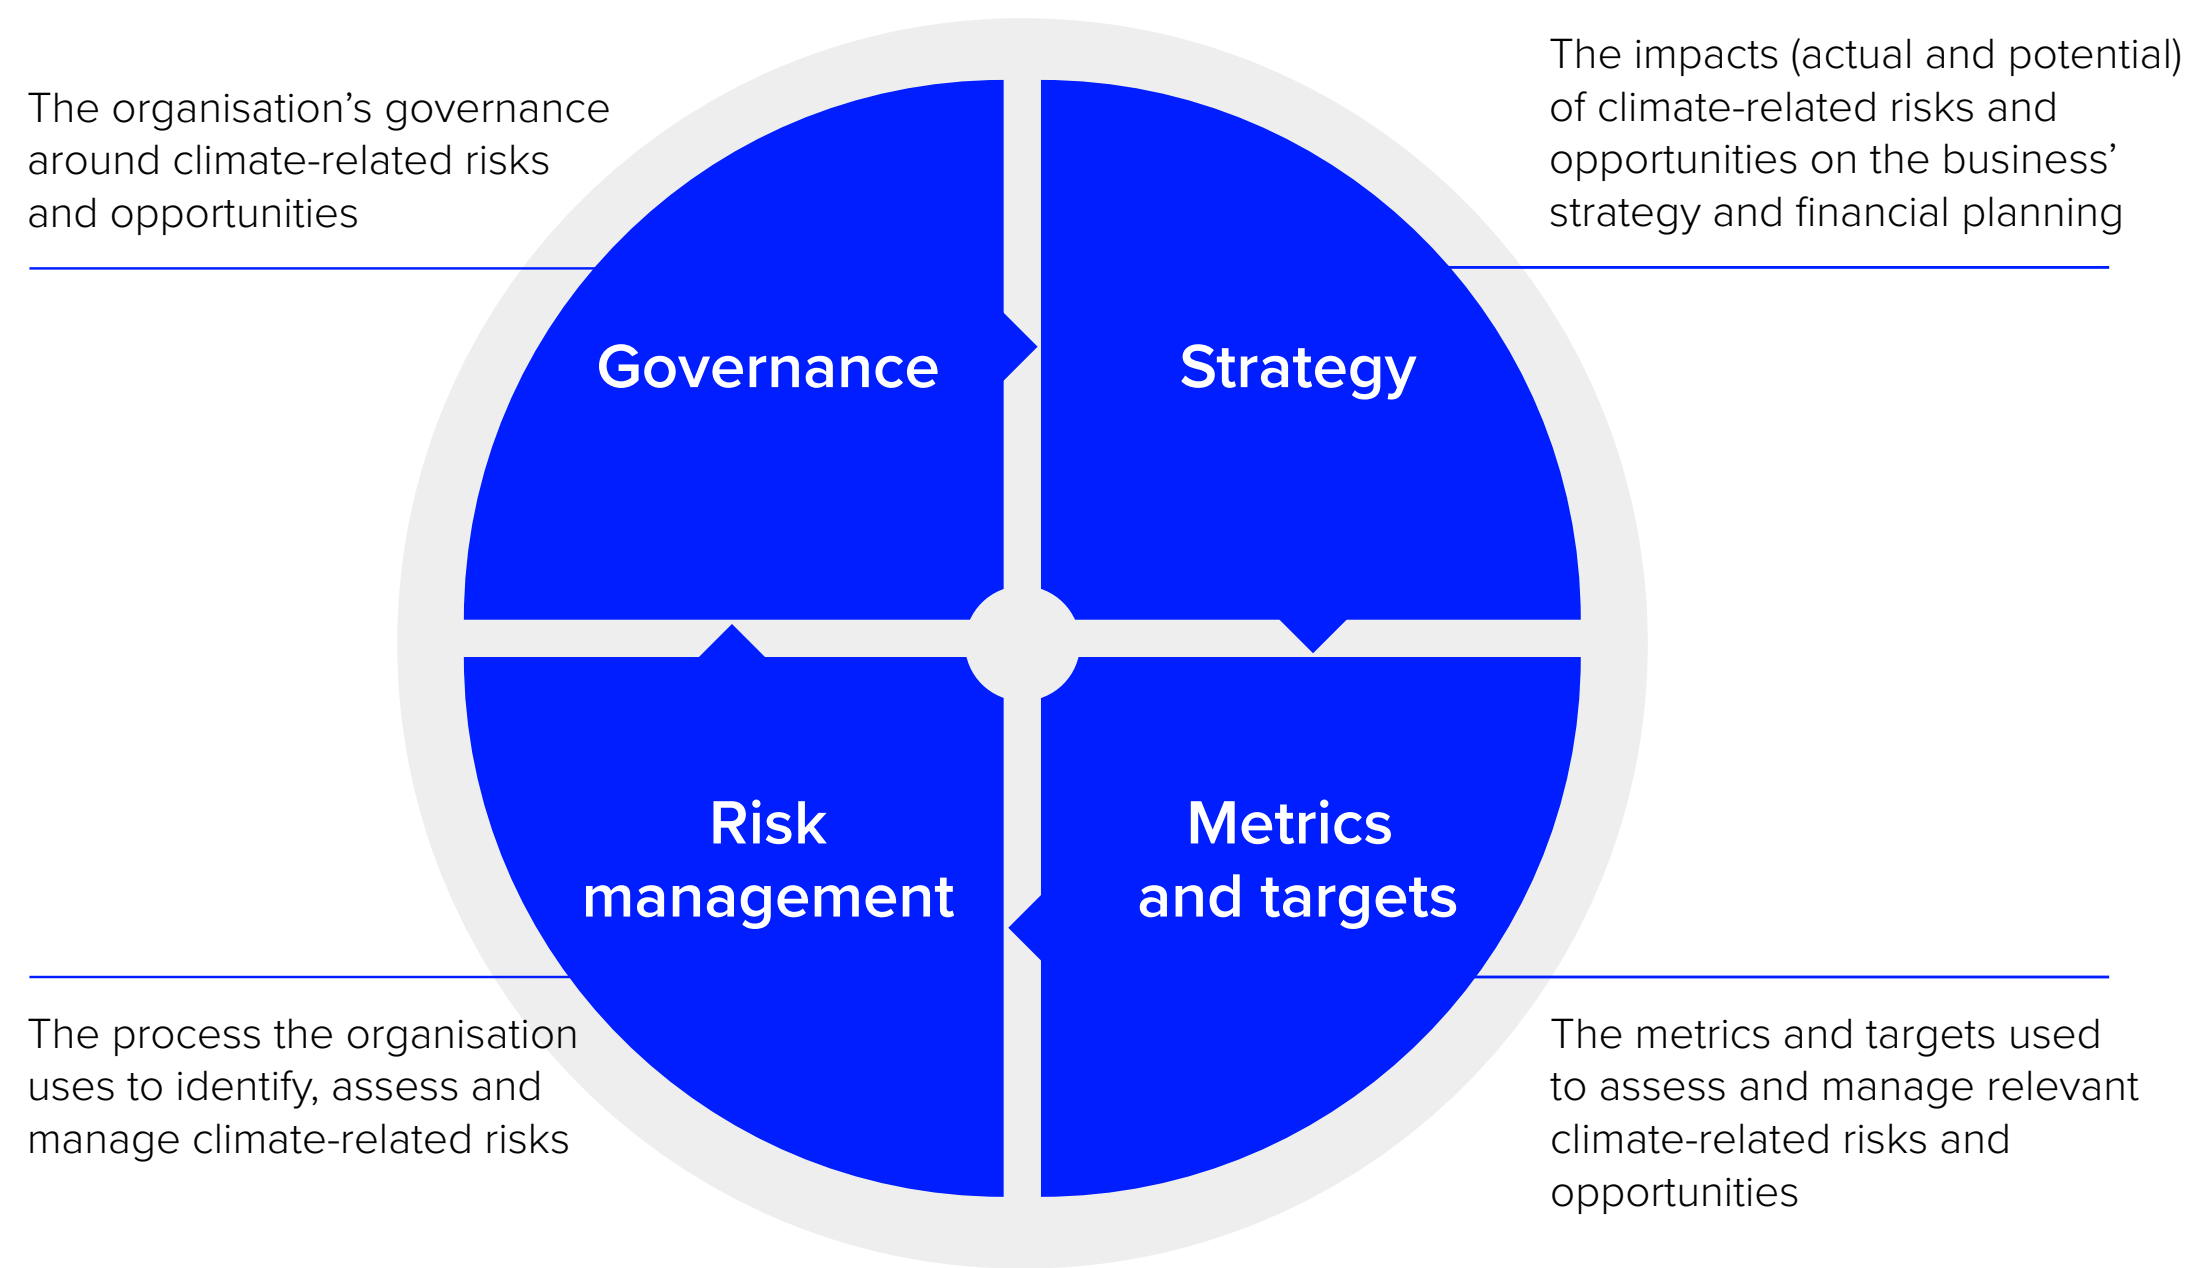 The organisation’s governance
around climate-related risks
and opportunities
The impacts (actual and potential)
of climate-related risks and
opportunities on the business’
strategy and financial planning
Governance
Strategy
Risk
management
Metrics
and targets
The process the organisation
uses to identify, assess and
manage climate-related risks
The metrics and targets used
to assess and manage relevant
climate-related risks and
opportunities